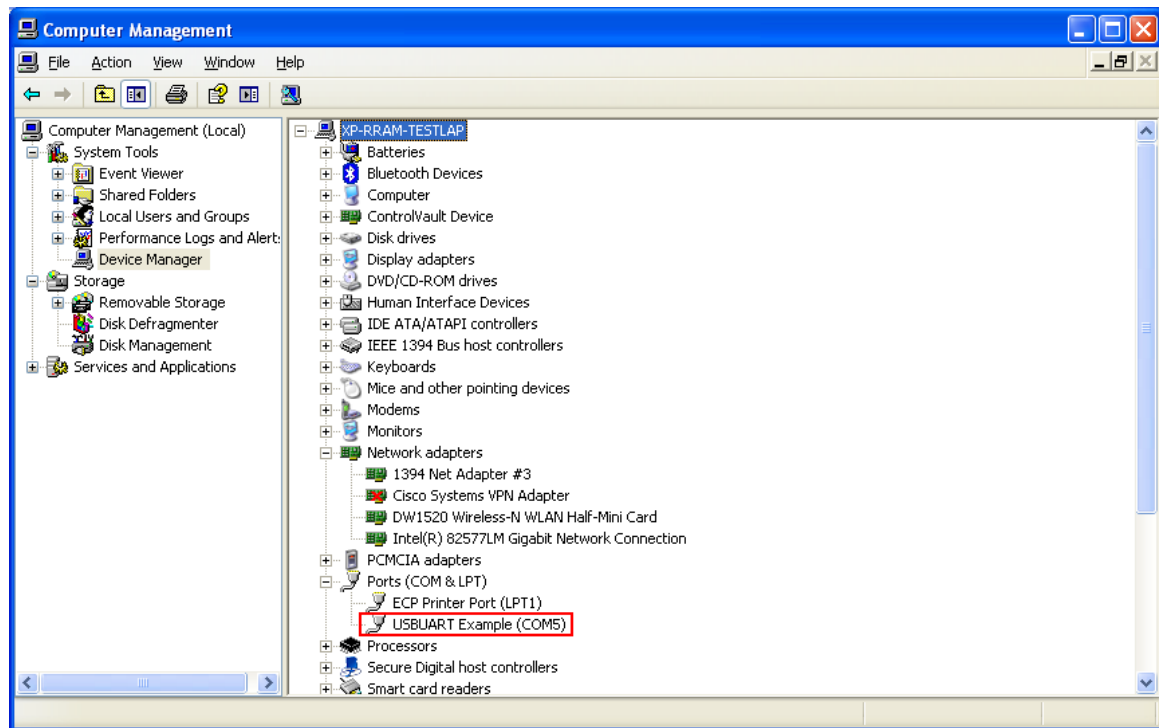 Computer Management
File Action View Window Help
Computer Management (Local)
System Tools
Event Viewer
Shared Folders
Local Users and Groups
Performance Logs and Alert:
Device Manager
Storage
Removable Storage
Disk Defragmenter
Disk Management
Services and Applications
XP-RRAM-TESTLAP
Batteries
Bluetooth Devices
Computer
ControlVault Device
Disk drives
Display adapters
DVD/CD-ROM drives
Human Interface Devices
IDE ATA/ATAPI controllers
IEEE 1394 Bus host controllers
Keyboards
Mice and other pointing devices
Modems
Monitors
Network adapters
1394 Net Adapter #3
Cisco Systems VPN Adapter
DW1520 Wireless-N WLAN Half-Mini Card
Intel(R) 82577LM Gigabit Network Connection
PCMCIA adapters
Ports (COM & LPT)
ECP Printer Port (LPT1)
USBUART Example (COM5)
Processors
Secure Digital host controllers
Smart card readers